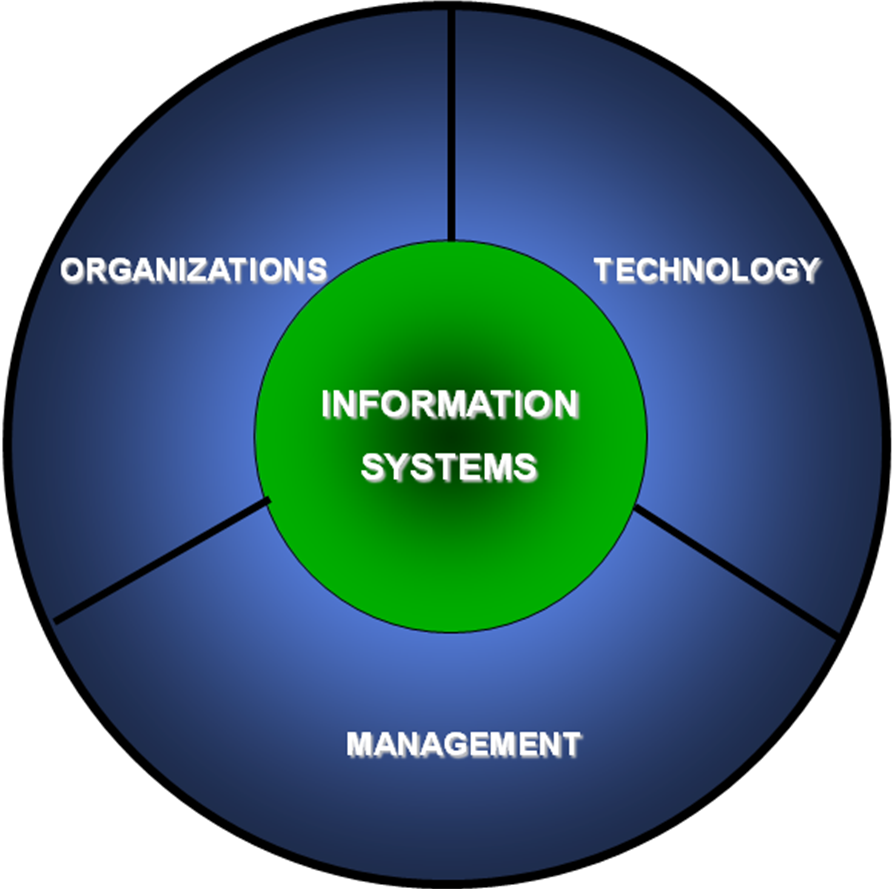 ORGANIZATIONS
TECHNOLOGY
INFORMATION
SYSTEMS
MANAGEMENT